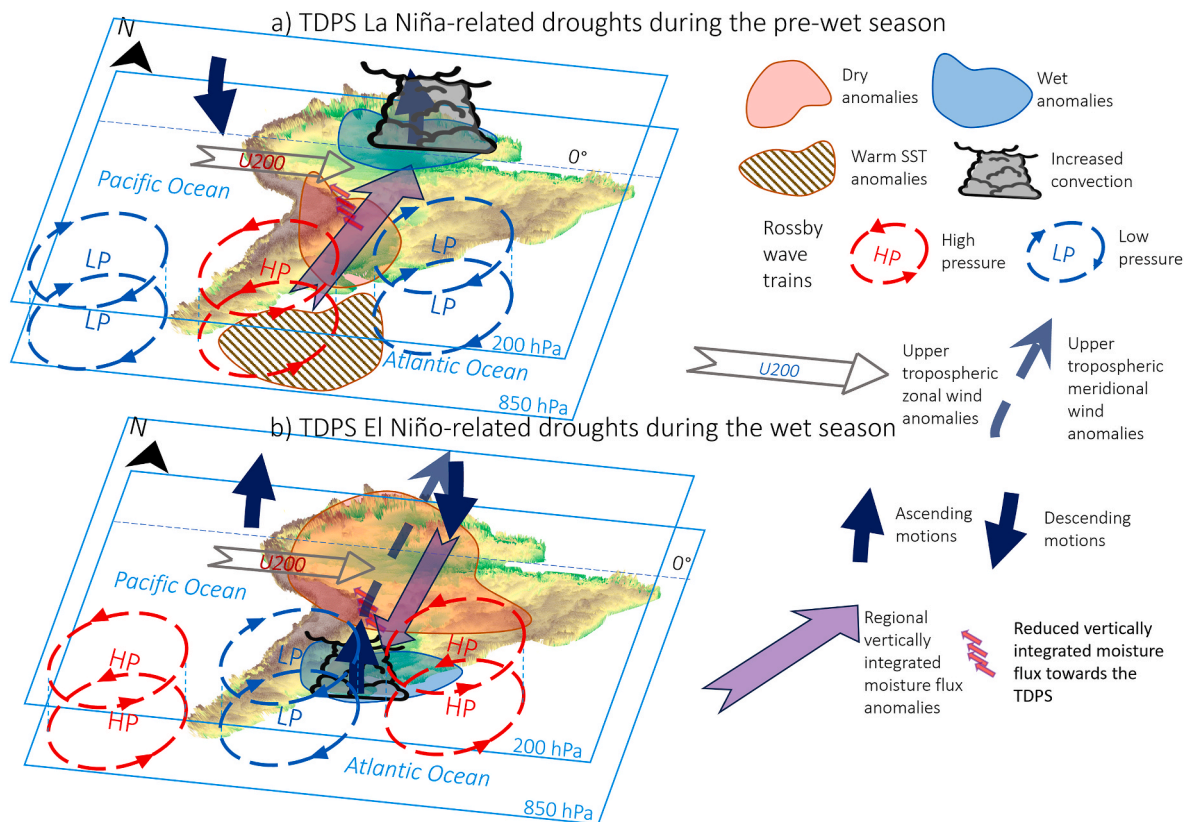 a) TDPS La Niña-related droughts during the pre-wet season
N
U200
0°
Pacific Ocean
LP
LP
HP
LP
LP
200 hPa
Atlantic Ocean
850 hPa
Dry
anomalies
Wet
anomalies
Warm SST
anomalies
Increased
convection
Rossby
wave
trains
HP
High
pressure
LP
Low
pressure
U200
Upper
tropospheric
zonal wind
anomalies
Upper
tropospheric
meridional
wind
anomalies
b) TDPS El Niño-related droughts during the wet season
N
U200
0°
Pacific Ocean
HP
HP
LP
LP
HP
HP
200 hPa
Atlantic Ocean
850 hPa
Ascending
motions
Descending
motions
Regional
vertically
integrated
moisture flux
anomalies
Reduced vertically
integrated moisture
flux towards the
TDPS